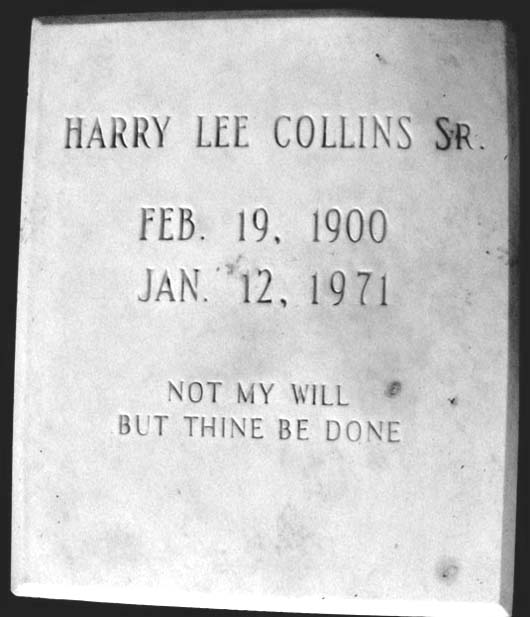 HARRY LEE COLLINS SR.
FEB. 19, 1900
JAN. 12, 1971
NOT MY WILL
BUT THINE BE DONE